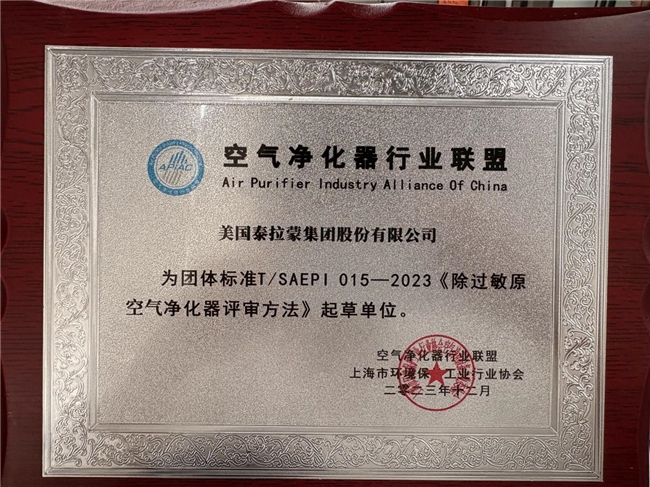 空气净化器行业联盟
Air Purifier Industry Alliance Of China
APIAC
美国泰拉蒙集团股份有限公司
为团体标准T/SAEPI 015—2023《除过敏原
空气净化器评审方法》起草单位。
空气净化器行业联盟
上海市环境保 工业行业协会
二〇二三年十二月